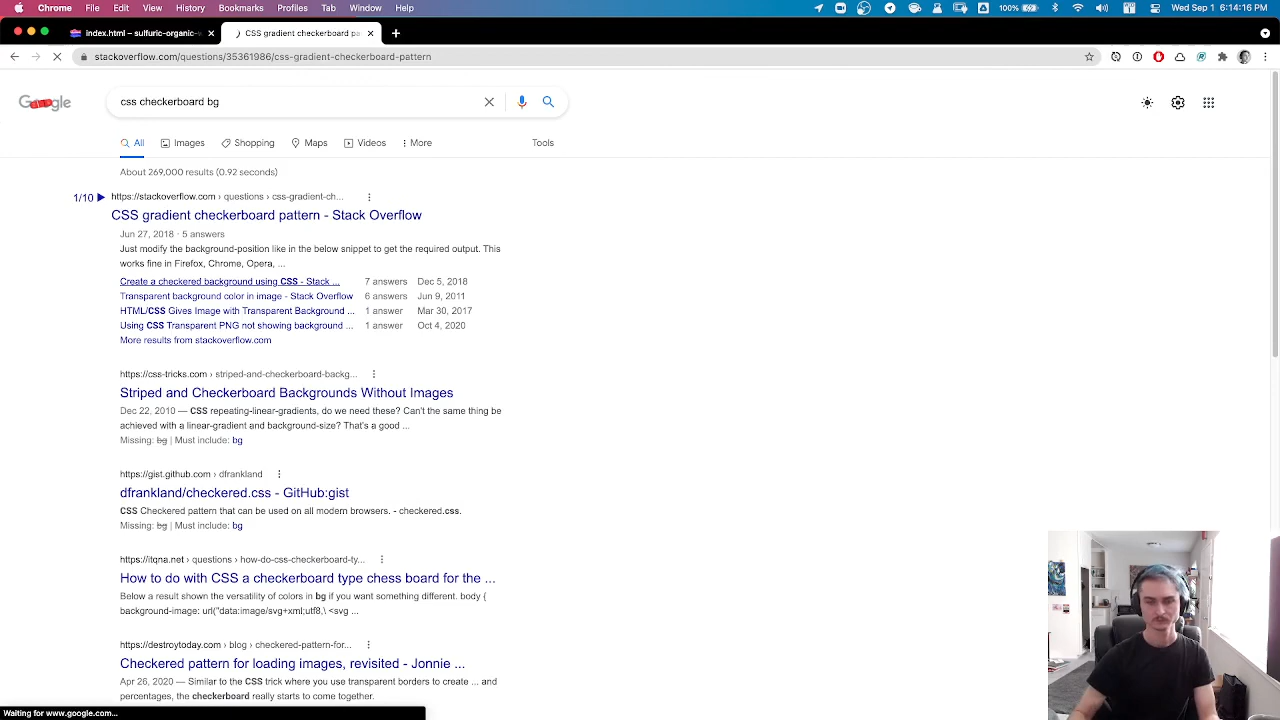 Chrome File Edit View History Bookmarks Profiles Tab Window Help 100% Wed Sep 1 6:14:16 PM
index.html – sulfuric-organic-w
CSS gradient checkerboard pa
stackoverflow.com/questions/35361986/css-gradient-checkerboard-pattern
Google
css checkerboard bg
All Images Shopping Maps Videos More Tools
About 269,000 results (0.92 seconds)
1/10 https://stackoverflow.com › questions › css-gradient-ch...
CSS gradient checkerboard pattern - Stack Overflow
Jun 27, 2018 · 5 answers
Just modify the background-position like in the below snippet to get the required output. This
works fine in Firefox, Chrome, Opera, ...
Create a checkered background using CSS - Stack ... 7 answers Dec 5, 2018
Transparent background color in image - Stack Overflow 6 answers Jun 9, 2011
HTML/CSS Gives Image with Transparent Background ... 1 answer Mar 30, 2017
Using CSS Transparent PNG not showing background ... 1 answer Oct 4, 2020
More results from stackoverflow.com
https://css-tricks.com › striped-and-checkerboard-backg...
Striped and Checkerboard Backgrounds Without Images
Dec 22, 2010 — CSS repeating-linear-gradients, do we need these? Can't the same thing be
achieved with a linear-gradient and background-size? That's a good ...
Missing: bg | Must include: bg
https://gist.github.com › dfrankland
dfrankland/checkered.css - GitHub:gist
CSS Checkered pattern that can be used on all modern browsers. - checkered.css.
Missing: bg | Must include: bg
https://itqna.net › questions › how-do-css-checkerboard-ty...
How to do with CSS a checkerboard type chess board for the ...
Below a result shown the versatility of colors in bg if you want something different. body {
background-image: url("data:image/svg+xml;utf8,\ <svg ...
https://destroytoday.com › blog › checkered-pattern-for...
Checkered pattern for loading images, revisited - Jonnie ...
Apr 26, 2020 — Similar to the CSS trick where you use transparent borders to create ... and
percentages, the checkerboard really starts to come together.
Waiting for www.google.com...